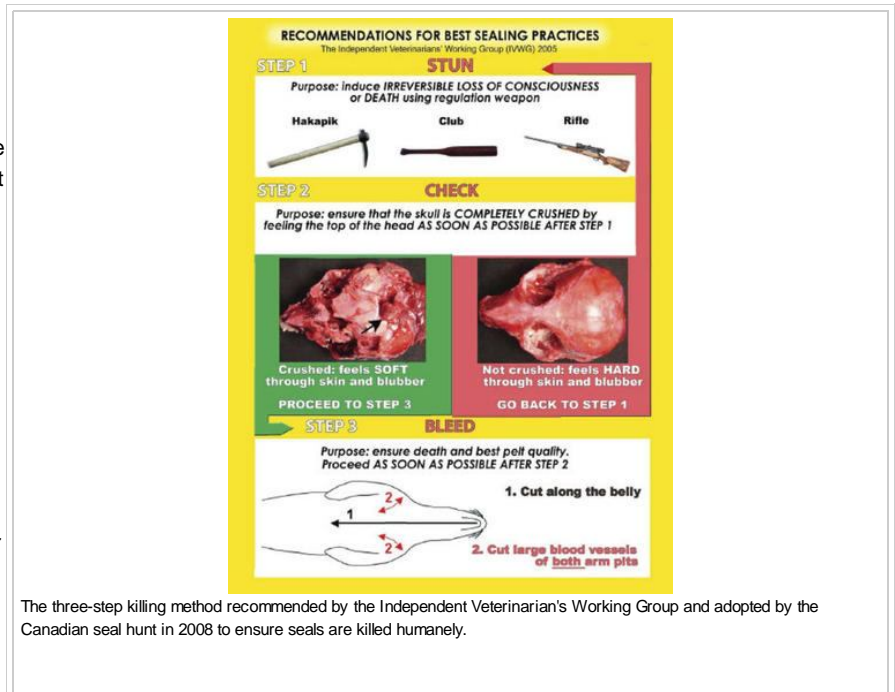 RECOMMENDATIONS FOR BEST SEALING PRACTICES
The Independent Veterinarians' Working Group (IVWG) 2005
STEP 1 STUN
Purpose: induce IRREVERSIBLE LOSS OF CONSCIOUSNESS
or DEATH using regulation weapon
Hakapik Club Rifle
STEP 2 CHECK
Purpose: ensure that the skull is COMPLETELY CRUSHED by
feeling the top of the head AS SOON AS POSSIBLE AFTER STEP 1
Crushed: feels SOFT
through skin and blubber
PROCEED TO STEP 3
Not crushed: feels HARD
through skin and blubber
GO BACK TO STEP 1
STEP 3 BLEED
Purpose: ensure death and best pelt quality.
Proceed AS SOON AS POSSIBLE AFTER STEP 2
1. Cut along the belly
2
1
2
2. Cut large blood vessels
of both arm pits
The three-step killing method recommended by the Independent Veterinarian's Working Group and adopted by the
Canadian seal hunt in 2008 to ensure seals are killed humanely.